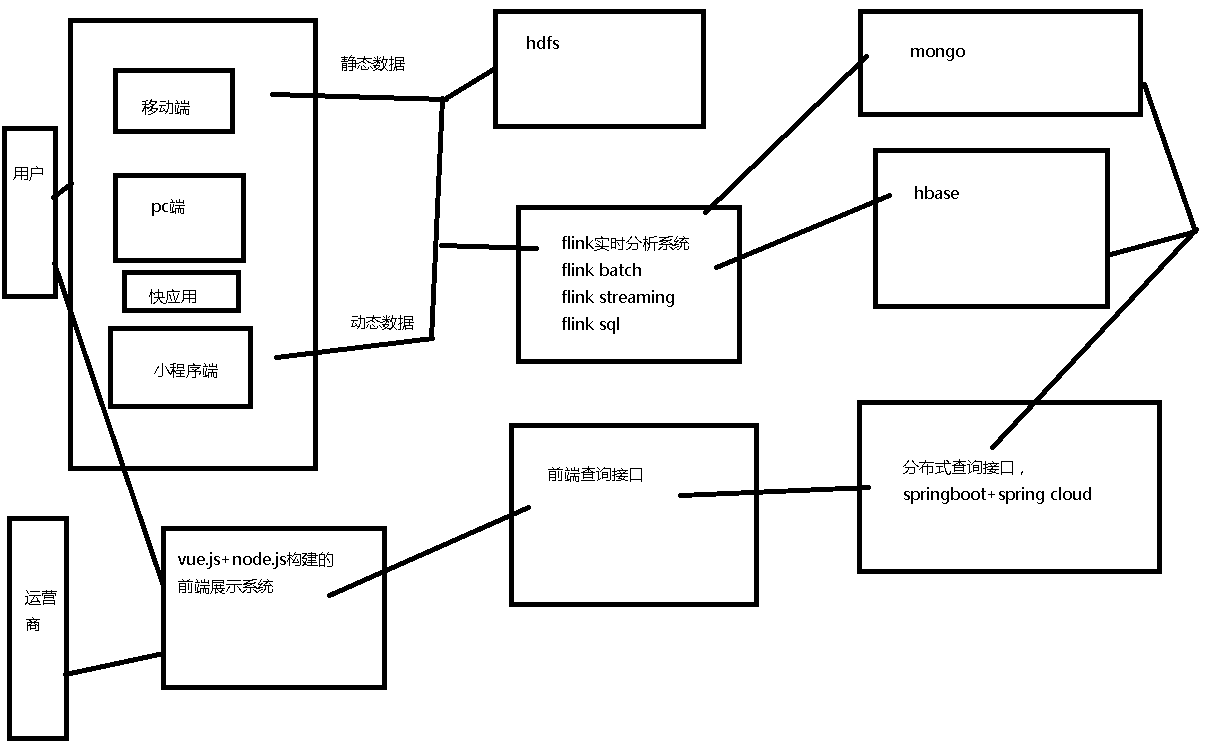 用户
移动端
pc端
快应用
小程序端
静态数据
动态数据
hdfs
flink实时分析系统
flink batch
flink streaming
flink sql
mongo
hbase
分布式查询接口，
springboot+spring cloud
前端查询接口
vue.js+node.js构建的
前端展示系统
运营
商